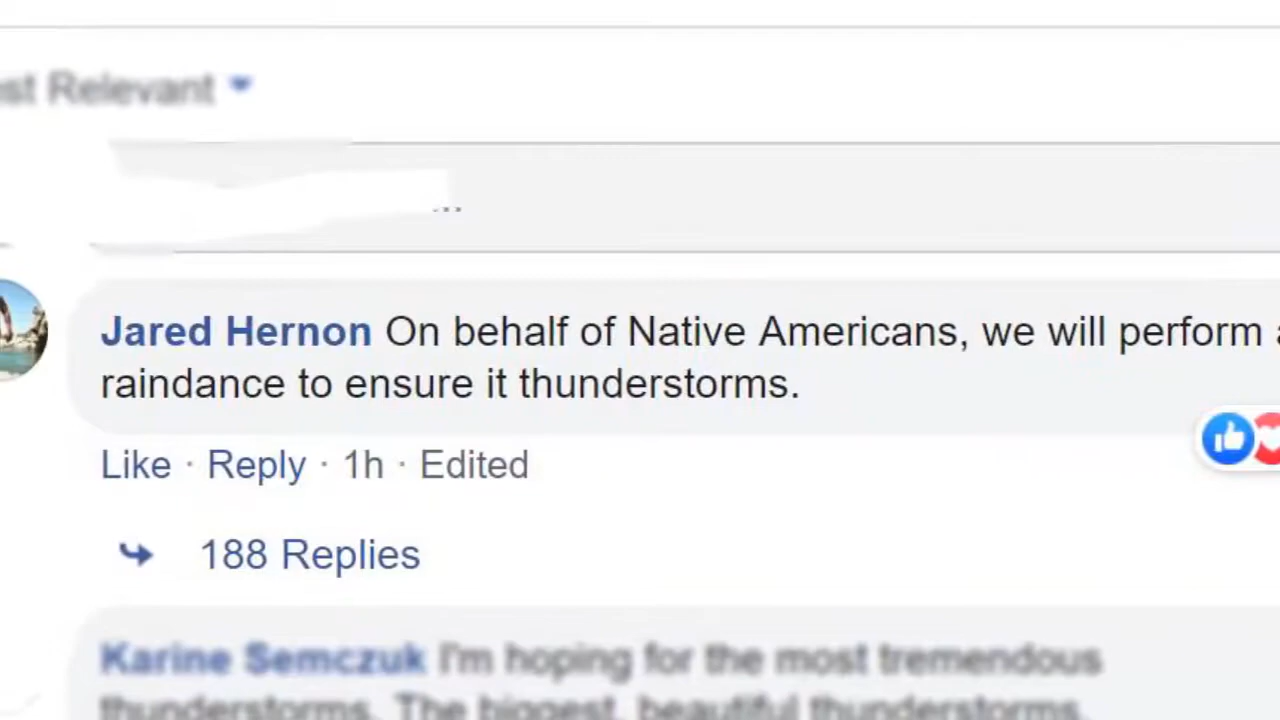 st Relevant
...
Jared Hernon On behalf of Native Americans, we will perform a
raindance to ensure it thunderstorms.
Like · Reply · 1h · Edited
188 Replies
Karine Semczuk I'm hoping for the most tremendous
thunderstorms. The biggest, beautiful thunderstorms.